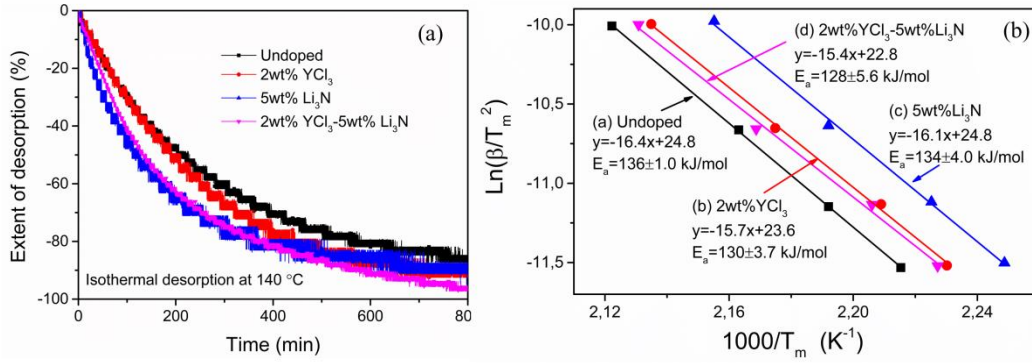 (a)
Undoped
2wt% YCl₃
5wt% Li₃N
2wt% YCl₃-5wt% Li₃N
Isothermal desorption at 140 °C
Extent of desorption (%)
0
-20
-40
-60
-80
-100
0 200 400 600 80
Time (min)
(b)
(d) 2wt%YCl₃-5wt%Li₃N
y=-15.4x+22.8
Eₐ=128±5.6 kJ/mol
(a) Undoped
y=-16.4x+24.8
Eₐ=136±1.0 kJ/mol
(c) 5wt%Li₃N
y=-16.1x+24.8
Eₐ=134±4.0 kJ/mol
(b) 2wt%YCl₃
y=-15.7x+23.6
Eₐ=130±3.7 kJ/mol
Ln(β/Tₘ²)
-10.0
-10.5
-11.0
-11.5
2,12 2,16 2,20 2,24
1000/Tₘ (K⁻¹)